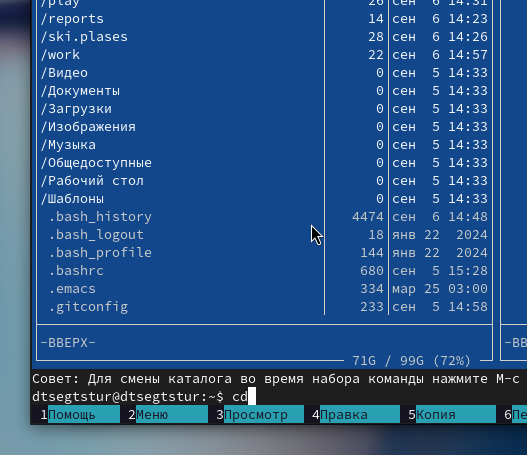 /play 26 сен 6 14:31
/reports 14 сен 6 14:23
/ski.plases 28 сен 6 14:26
/work 22 сен 6 14:57
/Видео 0 сен 5 14:33
/Документы 0 сен 5 14:33
/Загрузки 0 сен 5 14:33
/Изображения 0 сен 5 14:33
/Музыка 0 сен 5 14:33
/Общедоступные 0 сен 5 14:33
/Рабочий стол 0 сен 5 14:33
/Шаблоны 0 сен 5 14:33
.bash_history 4474 сен 6 14:48
.bash_logout 18 янв 22 2024
.bash_profile 144 янв 22 2024
.bashrc 680 сен 5 15:28
.emacs 334 мар 25 03:00
.gitconfig 233 сен 5 14:58
-ВВЕРХ- -ВВ
71G / 99G (72%)
Совет: Для смены каталога во время набора команды нажмите M-c
dtsegtstur@dtsegtstur:~$ cd
1Помощь 2Меню 3Просмотр 4Правка 5Копия 6Пе